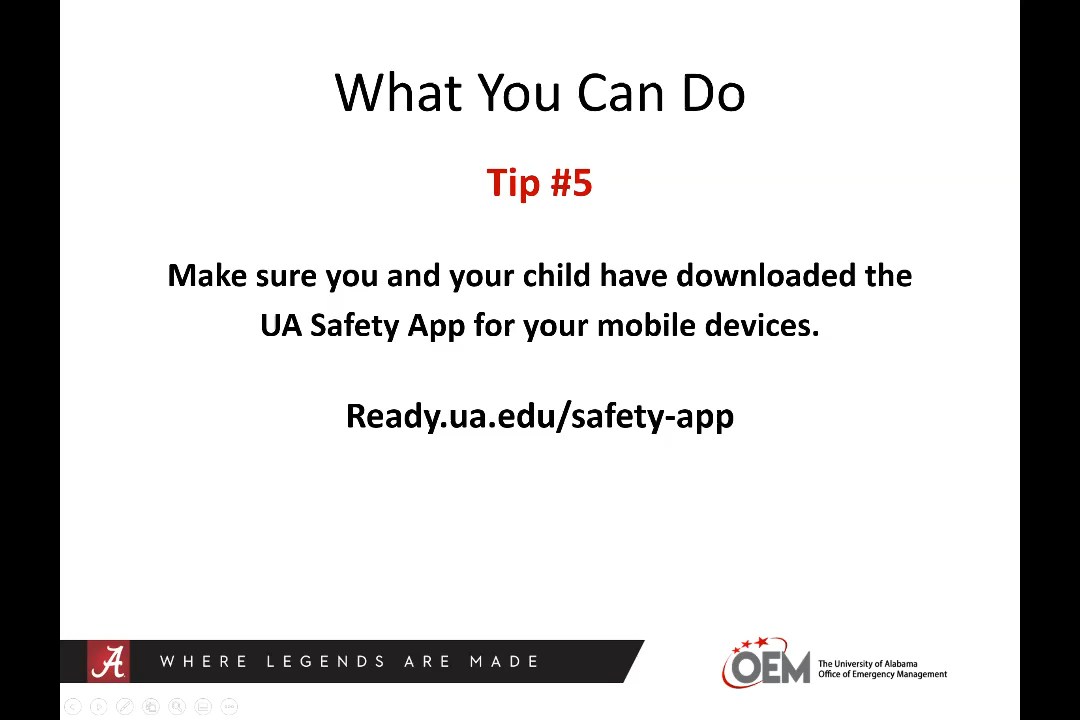 What You Can Do
Tip #5
Make sure you and your child have downloaded the
UA Safety App for your mobile devices.
Ready.ua.edu/safety-app
A WHERE LEGENDS ARE MADE
OEM
The University of Alabama
Office of Emergency Management